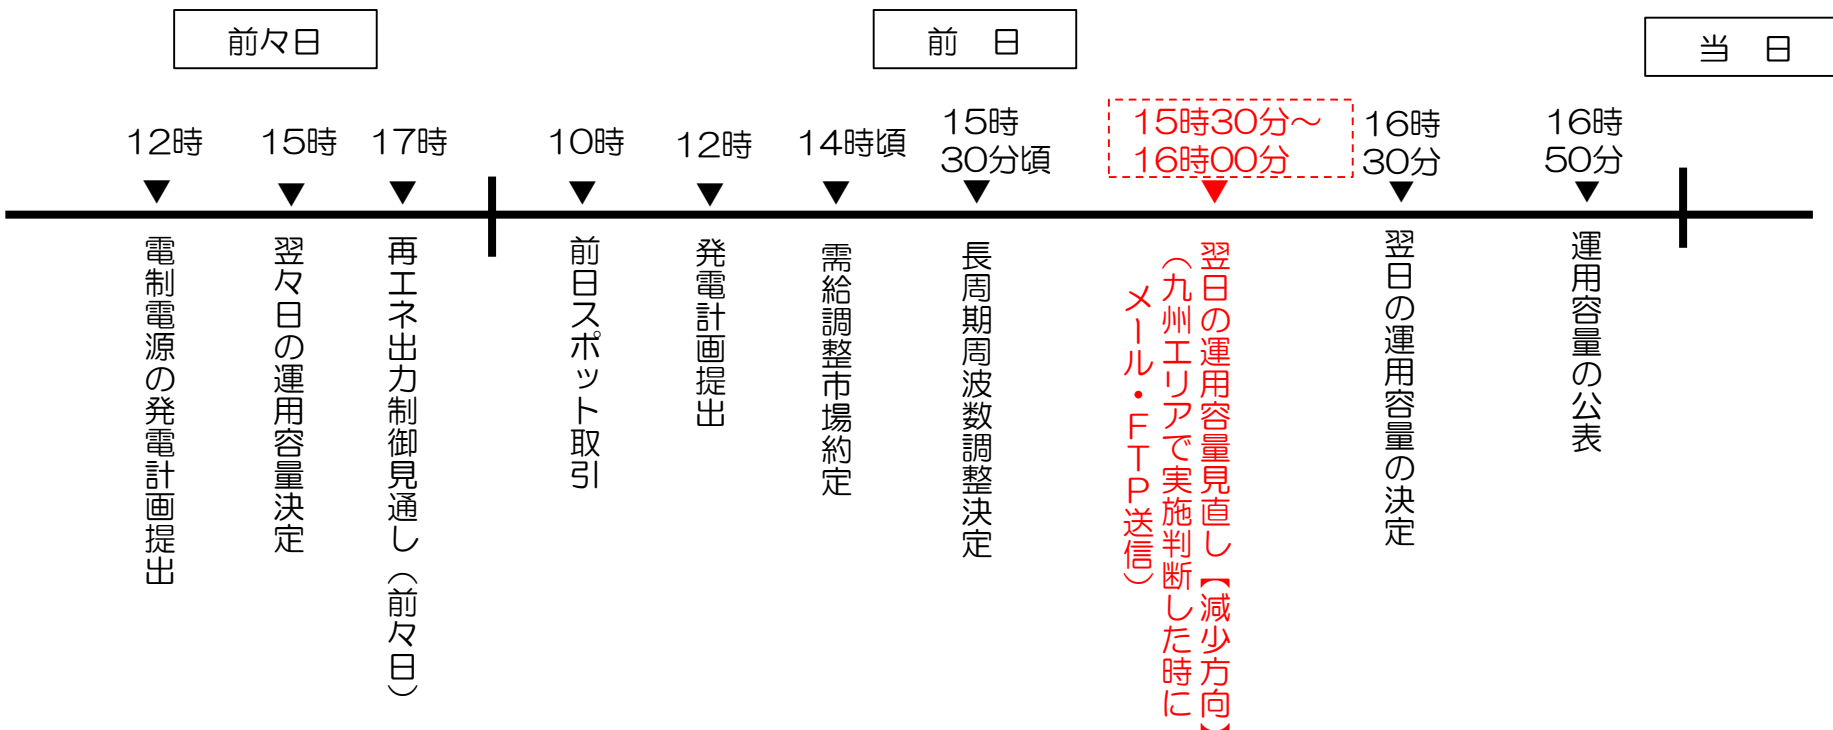 前々日
前 日
当 日
12時
15時
17時
10時
12時
14時頃
15時
30分頃
15時30分～
16時00分
16時
30分
16時
50分
電制電源の発電計画提出
翌々日の運用容量決定
再エネ出力制御見通し（前々日）
前日スポット取引
発電計画提出
需給調整市場約定
長周期周波数調整決定
翌日の運用容量見直し【減少方向】
（九州エリアで実施判断した時に
メール・ＦＴＰ送信）
翌日の運用容量の決定
運用容量の公表